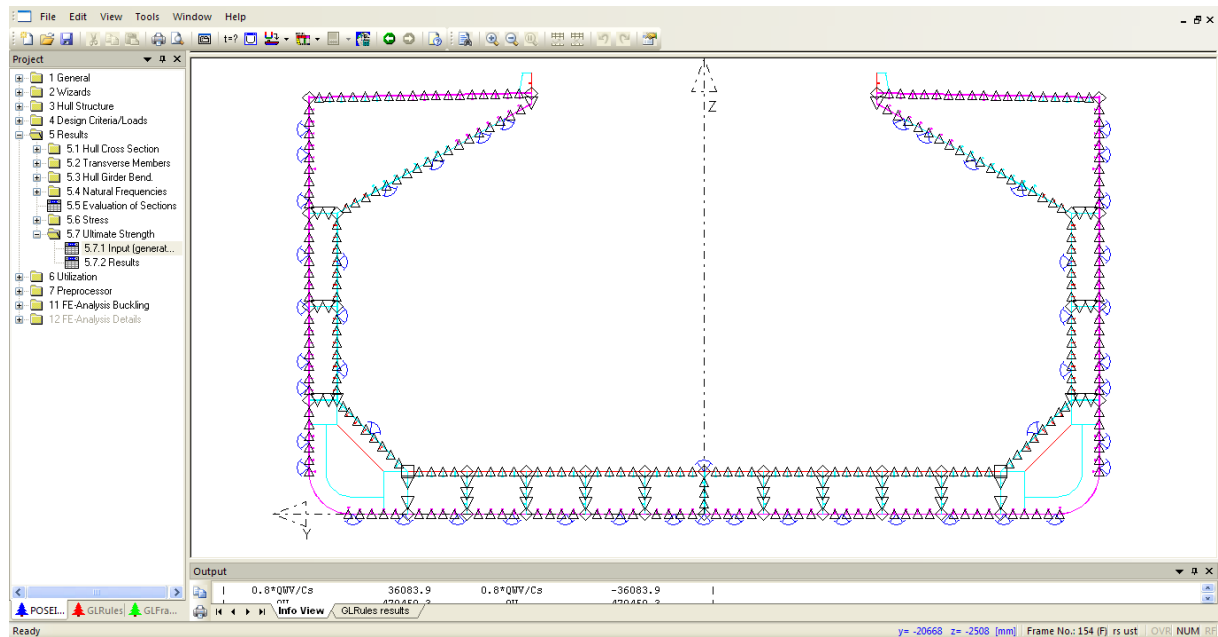 File Edit View Tools Window Help
t=?
Project
1 General
2 Wizards
3 Hull Structure
4 Design Criteria/Loads
5 Results
5.1 Hull Cross Section
5.2 Transverse Members
5.3 Hull Girder Bend.
5.4 Natural Frequencies
5.5 Evaluation of Sections
5.6 Stress
5.7 Ultimate Strength
5.7.1 Input (generat...
5.7.2 Results
6 Utilization
7 Preprocessor
11 FE-Analysis Buckling
12 FE-Analysis Details
Z
Y
Output
| 0.8*QWV/Cs 36083.9 0.8*QWV/Cs -36083.9 |
POSEI... GLRules GLFra...
Info View GLRules results
Ready y= -20668 z= -2508 [mm] Frame No.: 154 (F) rs ust OVR NUM RF